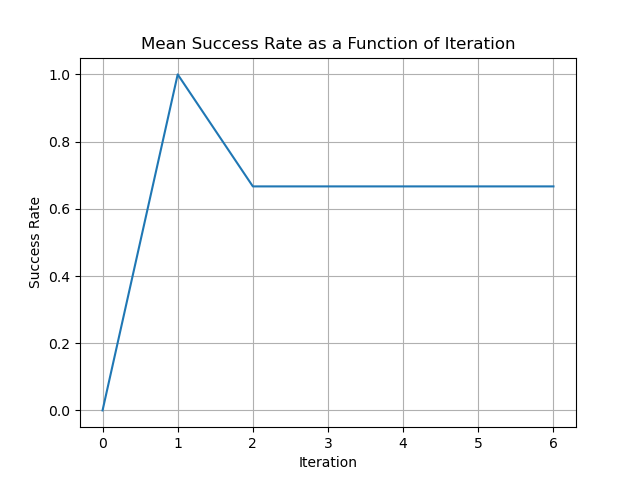 Mean Success Rate as a Function of Iteration
1.0
0.8
0.6
0.4
0.2
0.0
Success Rate
0 1 2 3 4 5 6
Iteration